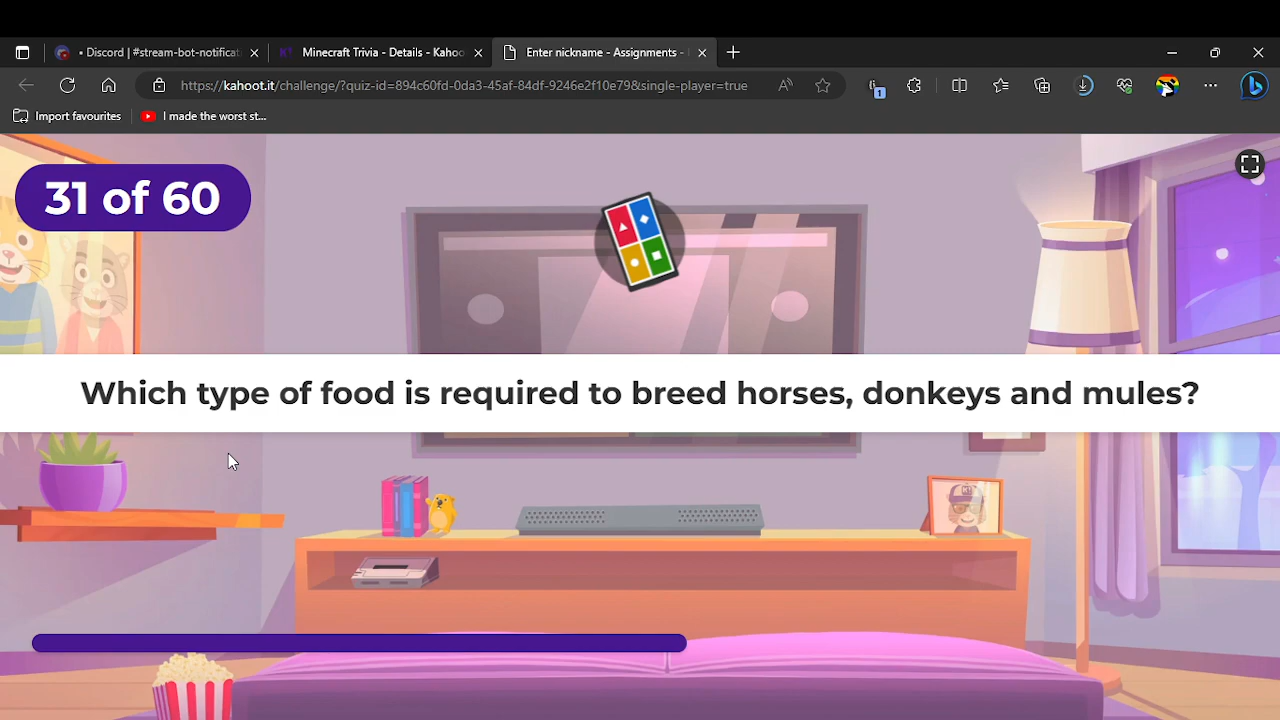 Discord | #stream-bot-notificat
Minecraft Trivia - Details - Kahoo
Enter nickname - Assignments -
https://kahoot.it/challenge/?quiz-id=894c60fd-0da3-45af-84df-9246e2f10e79&single-player=true
1
Import favourites
I made the worst st...
31 of 60
Which type of food is required to breed horses, donkeys and mules?